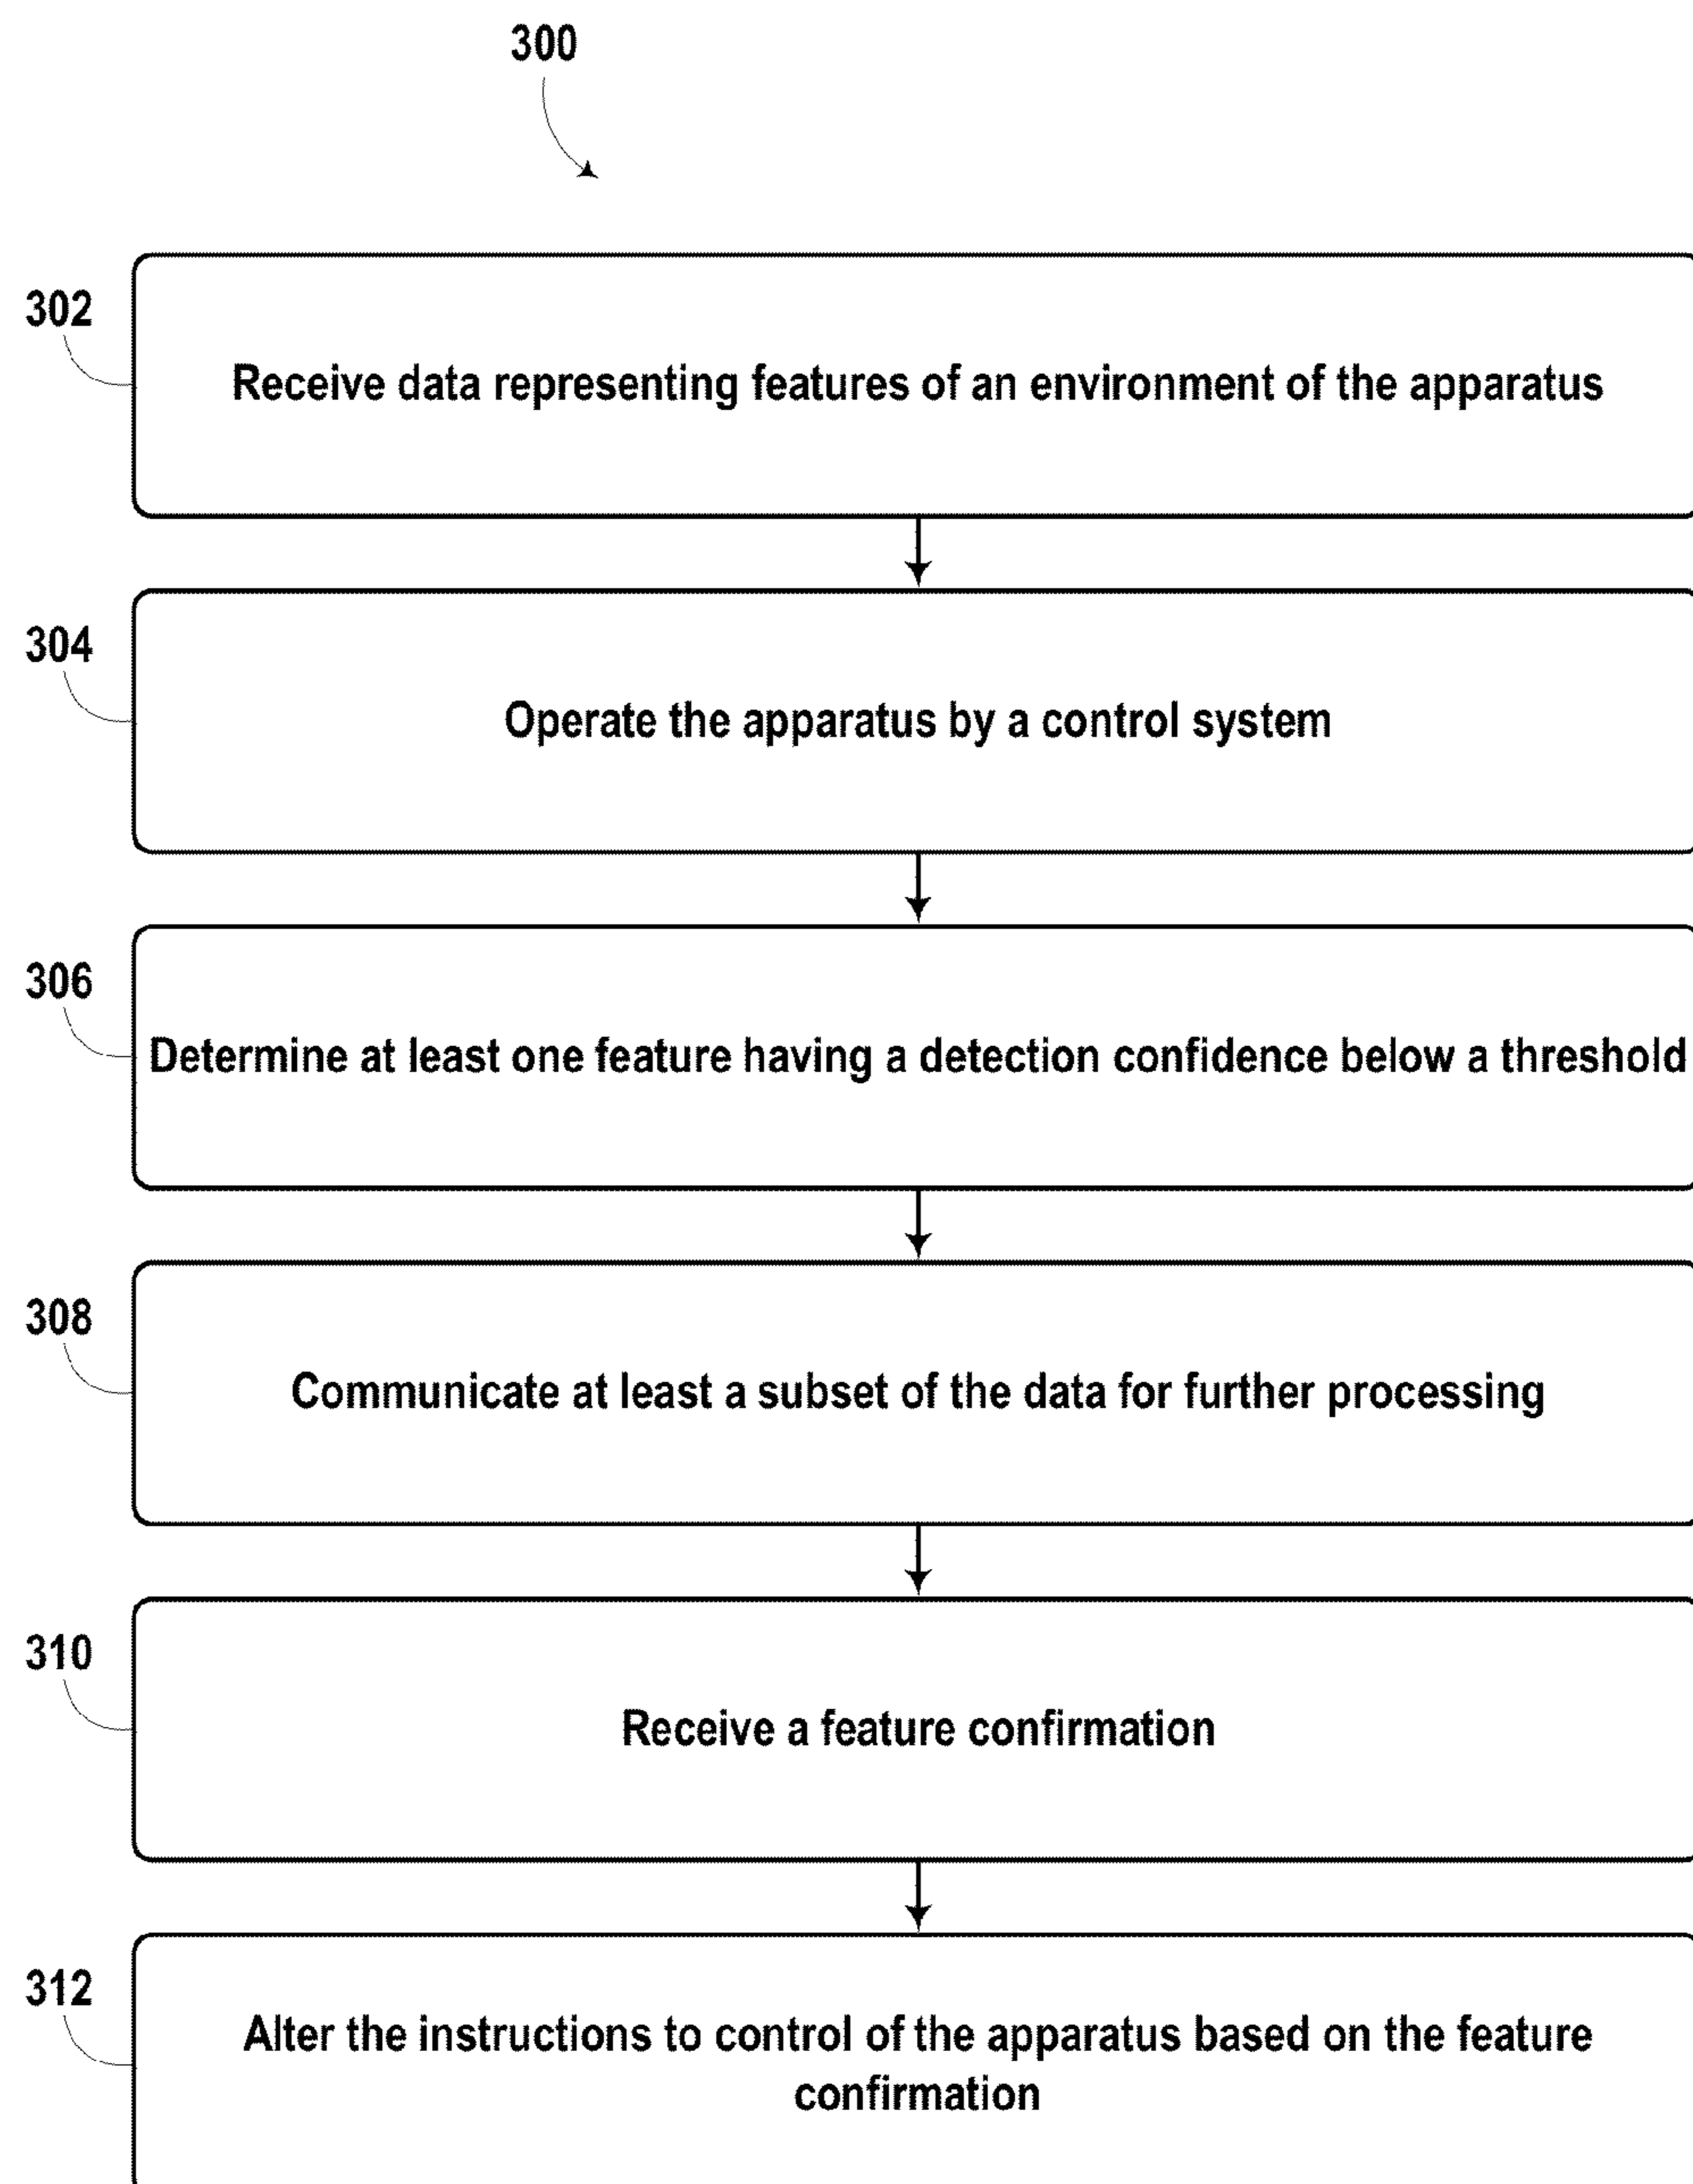 300
302
Receive data representing features of an environment of the apparatus
304
Operate the apparatus by a control system
306
Determine at least one feature having a detection confidence below a threshold
308
Communicate at least a subset of the data for further processing
310
Receive a feature confirmation
312
Alter the instructions to control of the apparatus based on the feature
confirmation